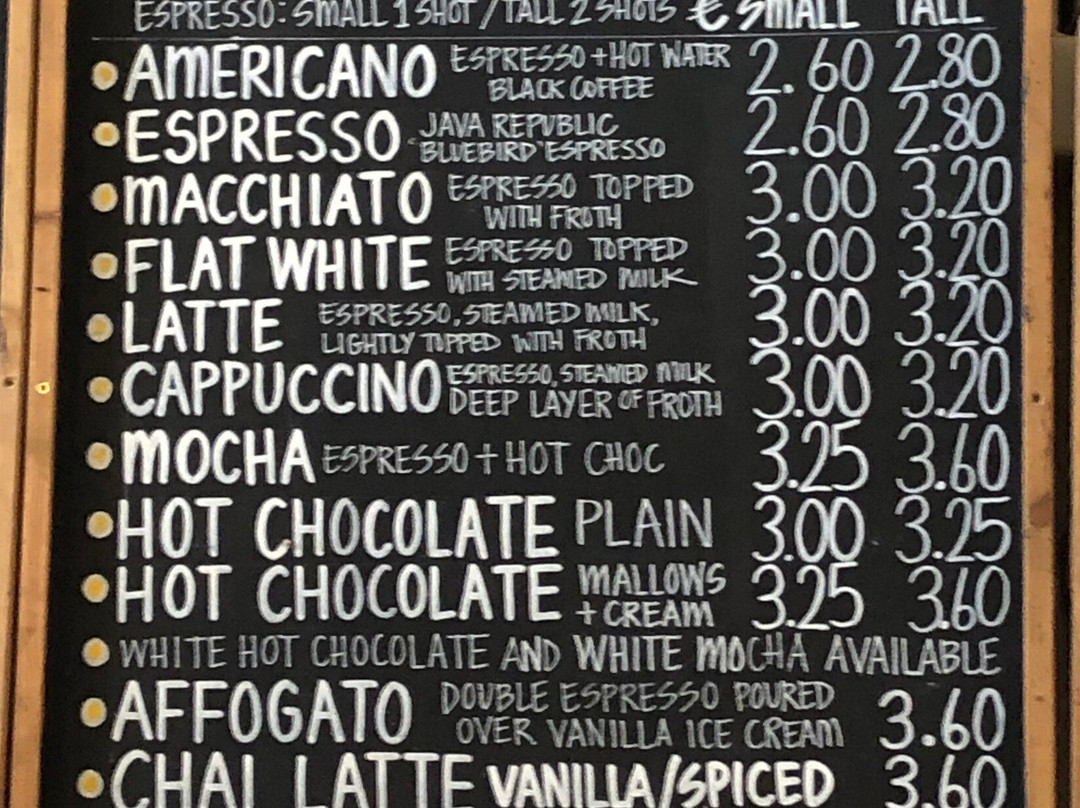 ESPRESSO: SMALL 1 SHOT / TALL 2 SHOTS € SMALL TALL
AMERICANO ESPRESSO + HOT WATER 2.60 2.80
BLACK COFFEE
ESPRESSO JAVA REPUBLIC 2.60 2.80
"BLUEBIRD" ESPRESSO
MACCHIATO ESPRESSO TOPPED 3.00 3.20
WITH FROTH
FLAT WHITE ESPRESSO TOPPED 3.00 3.20
WITH STEAMED MILK
LATTE ESPRESSO, STEAMED MILK, 3.00 3.20
LIGHTLY TOPPED WITH FROTH
CAPPUCCINO ESPRESSO, STEAMED MILK 3.00 3.20
DEEP LAYER OF FROTH
MOCHA ESPRESSO + HOT CHOC 3.25 3.60
HOT CHOCOLATE PLAIN 3.00 3.25
HOT CHOCOLATE MALLOWS 3.25 3.60
+ CREAM
WHITE HOT CHOCOLATE AND WHITE MOCHA AVAILABLE
AFFOGATO DOUBLE ESPRESSO POURED 3.60
OVER VANILLA ICE CREAM
CHAI LATTE VANILLA/SPICED 3.60